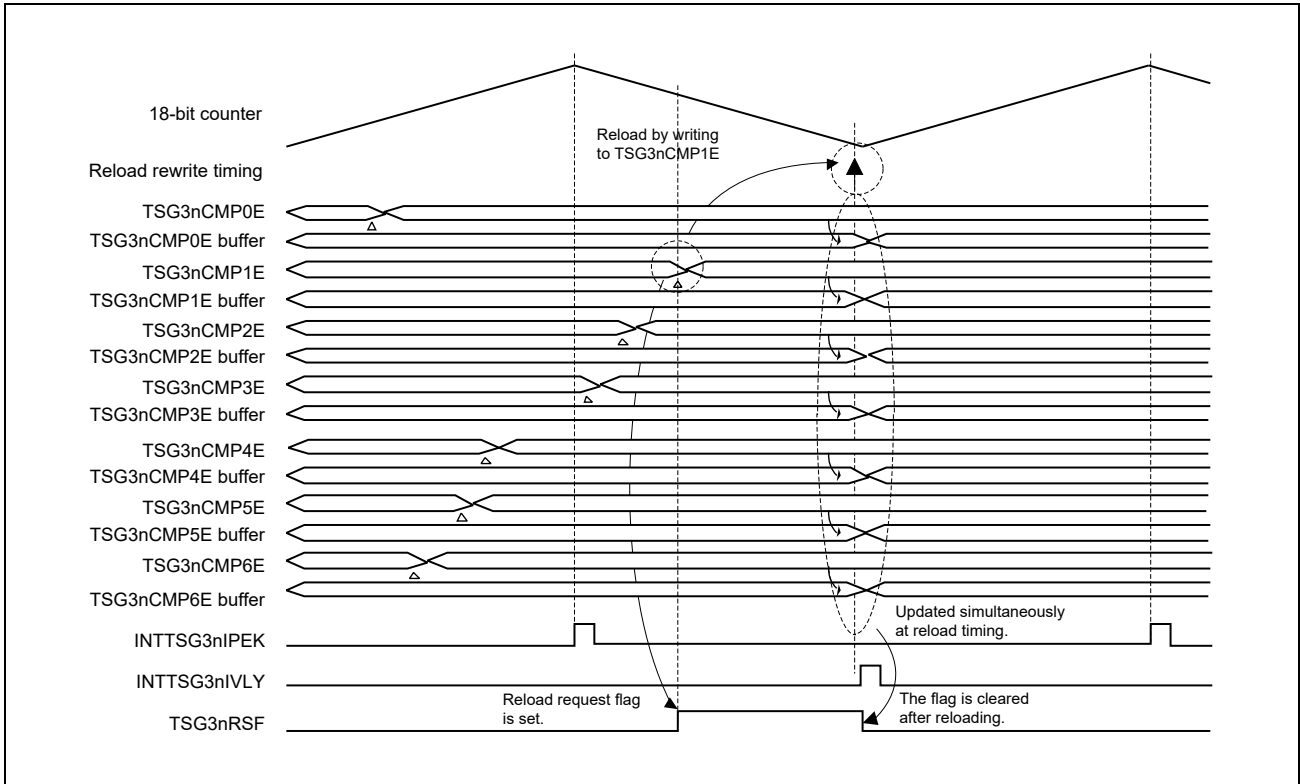 18-bit counter
Reload by writing
to TSG3nCMP1E
Reload rewrite timing
TSG3nCMP0E
TSG3nCMP0E buffer
TSG3nCMP1E
TSG3nCMP1E buffer
TSG3nCMP2E
TSG3nCMP2E buffer
TSG3nCMP3E
TSG3nCMP3E buffer
TSG3nCMP4E
TSG3nCMP4E buffer
TSG3nCMP5E
TSG3nCMP5E buffer
TSG3nCMP6E
TSG3nCMP6E buffer
Updated simultaneously
at reload timing.
INTTSG3nIPEK
INTTSG3nIVLY
Reload request flag
is set.
The flag is cleared
after reloading.
TSG3nRSF